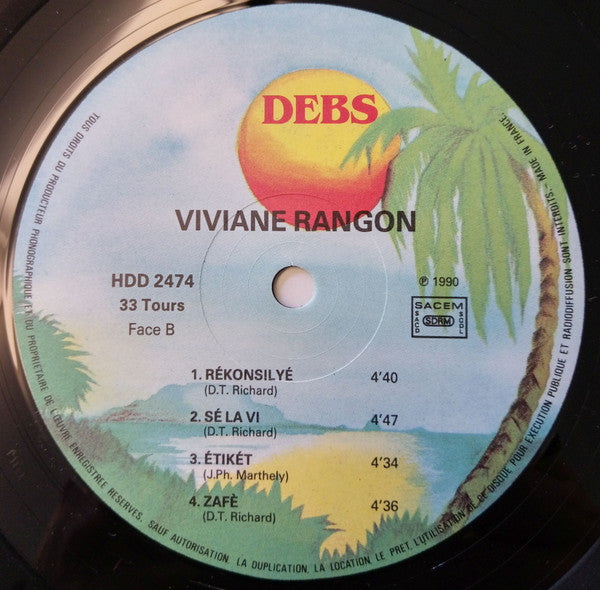 DEBS
VIVIANE RANGON
HDD 2474
33 Tours
Face B
℗ 1990
SACEM
SACD
SDRM
SGDL
1. RÉKONSILYÉ 4'40
(D.T. Richard)
2. SÉ LA VI 4'47
(D.T. Richard)
3. ÉTIKÉT 4'34
(J.Ph. Marthely)
4. ZAFÈ 4'36
(D.T. Richard)
TOUS DROITS DU PRODUCTEUR PHONOGRAPHIQUE ET DU PROPRIETAIRE DE L'ŒUVRE ENREGISTREE RESERVES. SAUF AUTORISATION, LA DUPLICATION, LA LOCATION, LE PRET, L'UTILISATION DE CE DISQUE POUR EXECUTION PUBLIQUE ET RADIODIFFUSION SONT INTERDITS - MADE IN FRANCE.